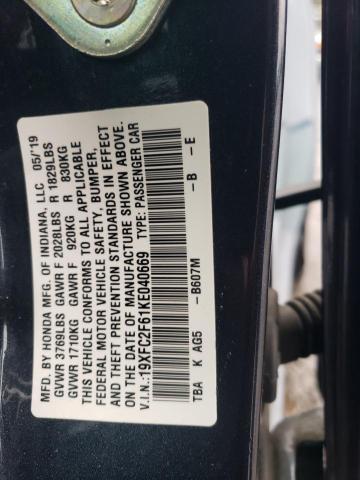 MFD. BY HONDA MFG. OF INDIANA, LLC 05/'19
GVWR 3769LBS GAWR F 2028LBS R 1829LBS
GVWR 1710KG GAWR F 920KG R 830KG
THIS VEHICLE CONFORMS TO ALL APPLICABLE
FEDERAL MOTOR VEHICLE SAFETY, BUMPER,
AND THEFT PREVENTION STANDARDS IN EFFECT
ON THE DATE OF MANUFACTURE SHOWN ABOVE.
V.I.N.:19XFC2F61KE040669 TYPE: PASSENGER CAR
TBA K AG5 -B607M -B -E